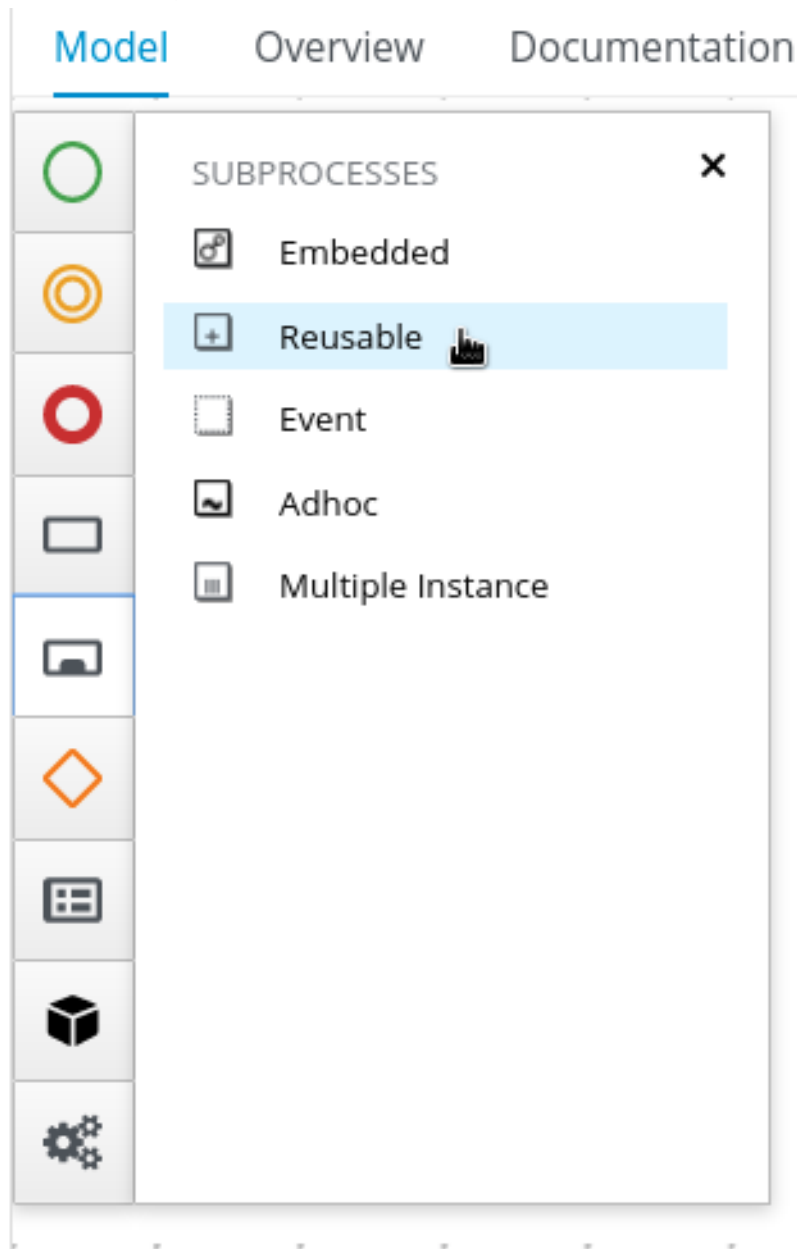 Model Overview Documentation
SUBPROCESSES
Embedded
Reusable
Event
Adhoc
Multiple Instance